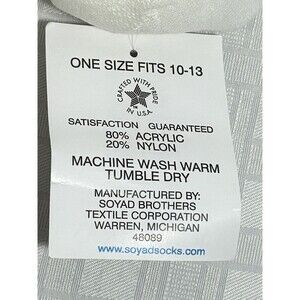 ONE SIZE FITS 10-13
CRAFTED WITH PRIDE
IN U.S.A.
SATISFACTION GUARANTEED
80% ACRYLIC
20% NYLON
MACHINE WASH WARM
TUMBLE DRY
MANUFACTURED BY:
SOYAD BROTHERS
TEXTILE CORPORATION
WARREN, MICHIGAN
48089
www.soyadsocks.com